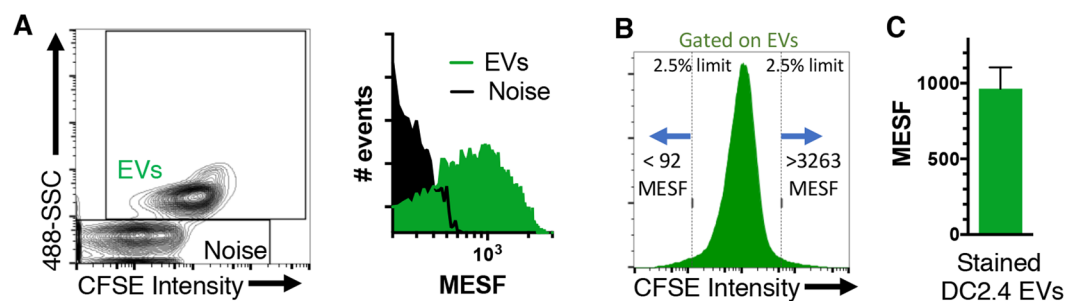 A
488-SSC
EVs
Noise
CFSE Intensity
# events
EVs
Noise
10³
MESF
B
Gated on EVs
2.5% limit
2.5% limit
< 92
MESF
>3263
MESF
CFSE Intensity
C
MESF
1000
500
0
Stained
DC2.4 EVs